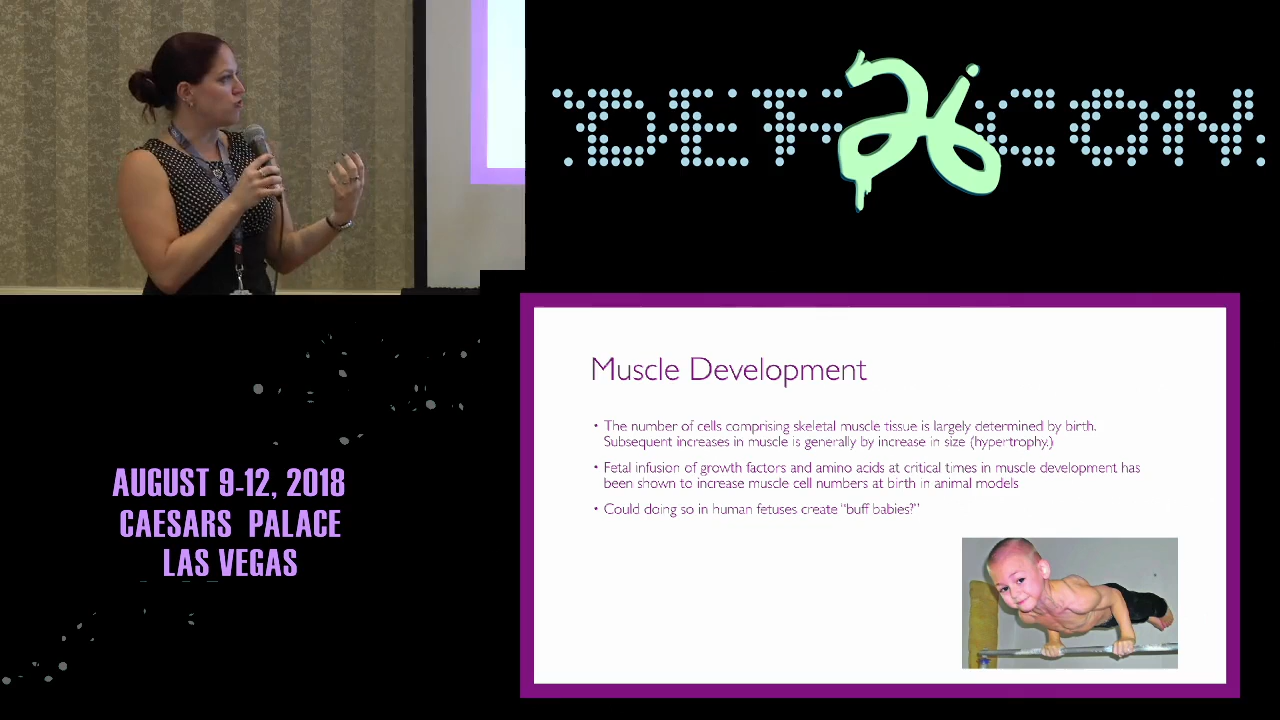 DEF 26 CON
Muscle Development
• The number of cells comprising skeletal muscle tissue is largely determined by birth.
Subsequent increases in muscle is generally by increase in size (hypertrophy.)
• Fetal infusion of growth factors and amino acids at critical times in muscle development has
been shown to increase muscle cell numbers at birth in animal models
• Could doing so in human fetuses create "buff babies?"
AUGUST 9-12, 2018
CAESARS PALACE
LAS VEGAS